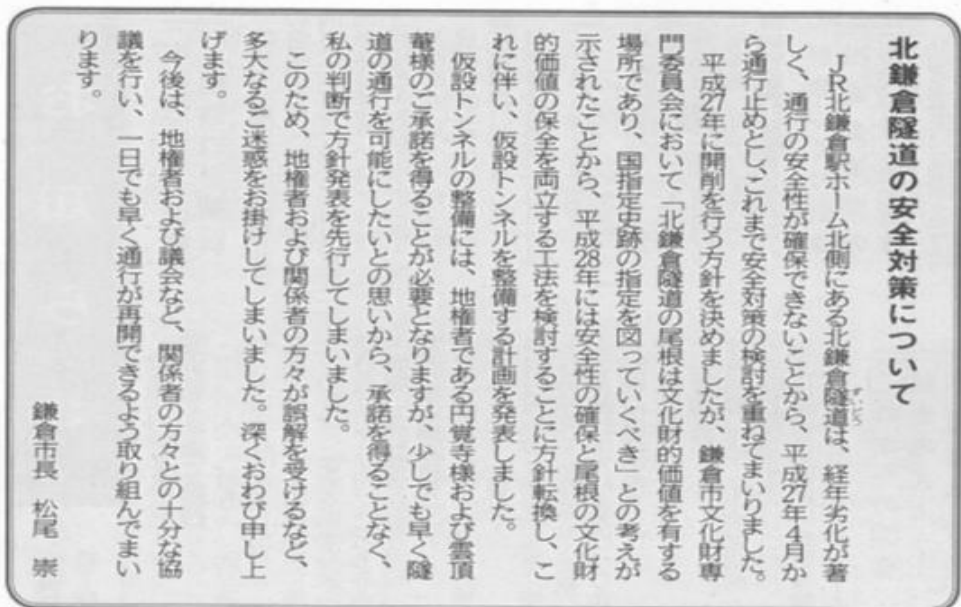 北鎌倉隧道の安全対策について
JR北鎌倉駅ホーム北側にある北鎌倉隧道は、経年劣化が著
しく、通行の安全性が確保できないことから、平成27年4月か
ら通行止めとし、これまで安全対策の検討を重ねてまいりました。
平成27年に開削を行う方針を決めましたが、鎌倉市文化財専
門委員会において「北鎌倉隧道の尾根は文化財的価値を有する
場所であり、国指定史跡の指定を図っていくべき」との考えが
示されたことから、平成28年には安全性の確保と尾根の文化財
的価値の保全を両立する工法を検討することに方針転換し、こ
れに伴い、仮設トンネルを整備する計画を発表しました。
仮設トンネルの整備には、地権者である円覚寺様および雲頂
菴様のご承諾を得ることが必要となりますが、少しでも早く隧
道の通行を可能にしたいとの思いから、承諾を得ることなく、
私の判断で方針発表を先行してしまいました。
このため、地権者および関係者の方々が誤解を受けるなど、
多大なるご迷惑をお掛けしてしまいました。深くおわび申し上
げます。
今後は、地権者および議会など、関係者の方々との十分な協
議を行い、一日でも早く通行が再開できるよう取り組んでまい
ります。
鎌倉市長 松尾 崇
ずいどう